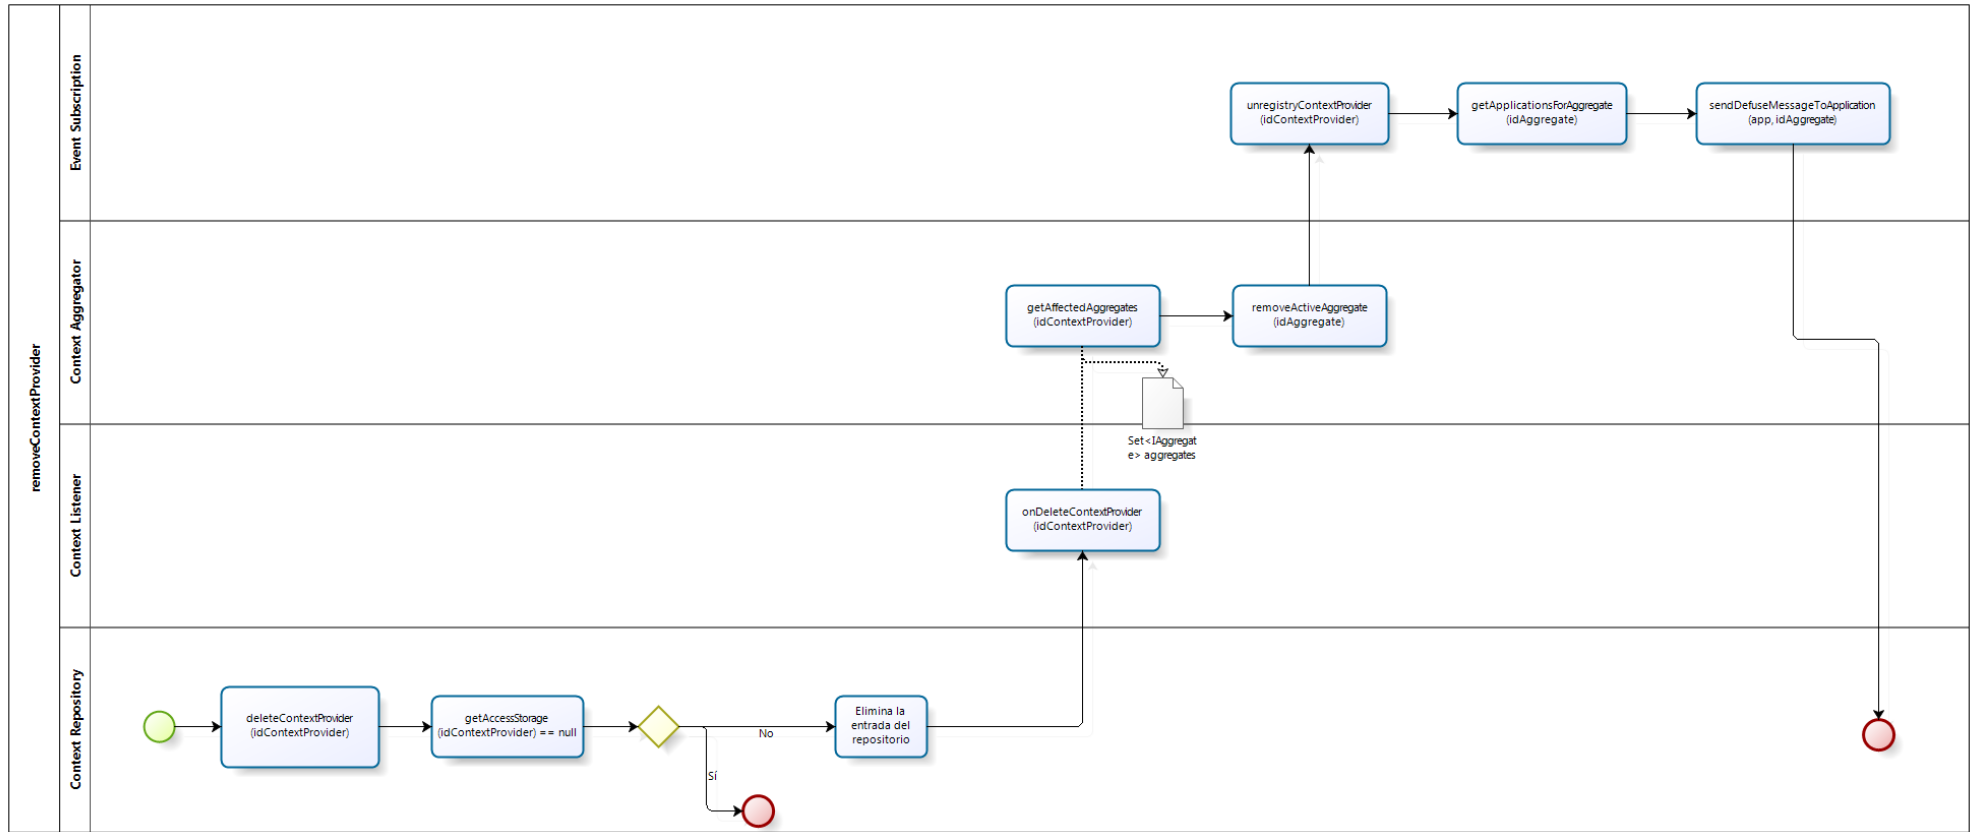 removeContextProvider
Event Subscription
unregistryContextProvider
(idContextProvider)
getApplicationsForAggregate
(idAggregate)
sendDefuseMessageToApplication
(app, idAggregate)
Context Aggregator
getAffectedAggregates
(idContextProvider)
removeActiveAggregate
(idAggregate)
Set<IAggregat
e> aggregates
Context Listener
onDeleteContextProvider
(idContextProvider)
Context Repository
deleteContextProvider
(idContextProvider)
getAccessStorage
(idContextProvider) == null
No
Sí
Elimina la
entrada del
repositorio